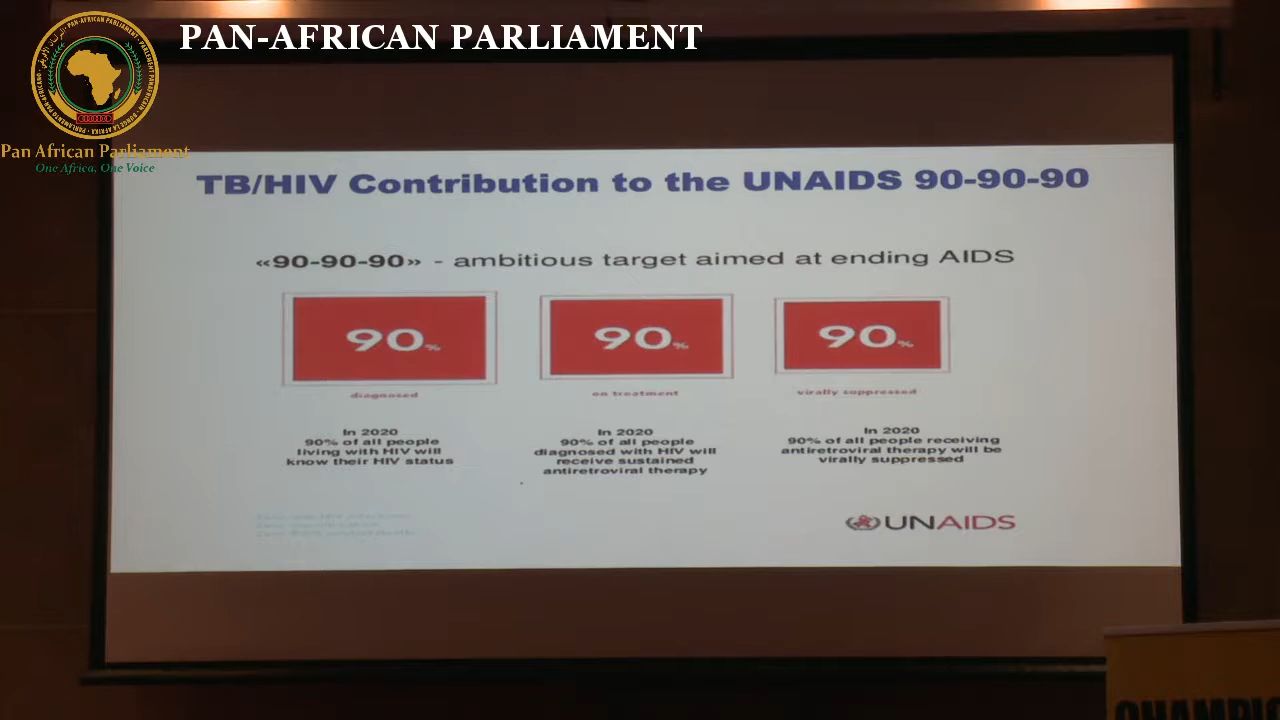 PAN-AFRICAN PARLIAMENT
Pan African Parliament
One Africa, One Voice
TB/HIV Contribution to the UNAIDS 90-90-90
«90-90-90» - ambitious target aimed at ending AIDS
90%
diagnosed
In 2020
90% of all people
living with HIV will
know their HIV status
90%
on treatment
In 2020
90% of all people
diagnosed with HIV will
receive sustained
antiretroviral therapy
90%
virally suppressed
In 2020
90% of all people receiving
antiretroviral therapy will be
virally suppressed
UNAIDS